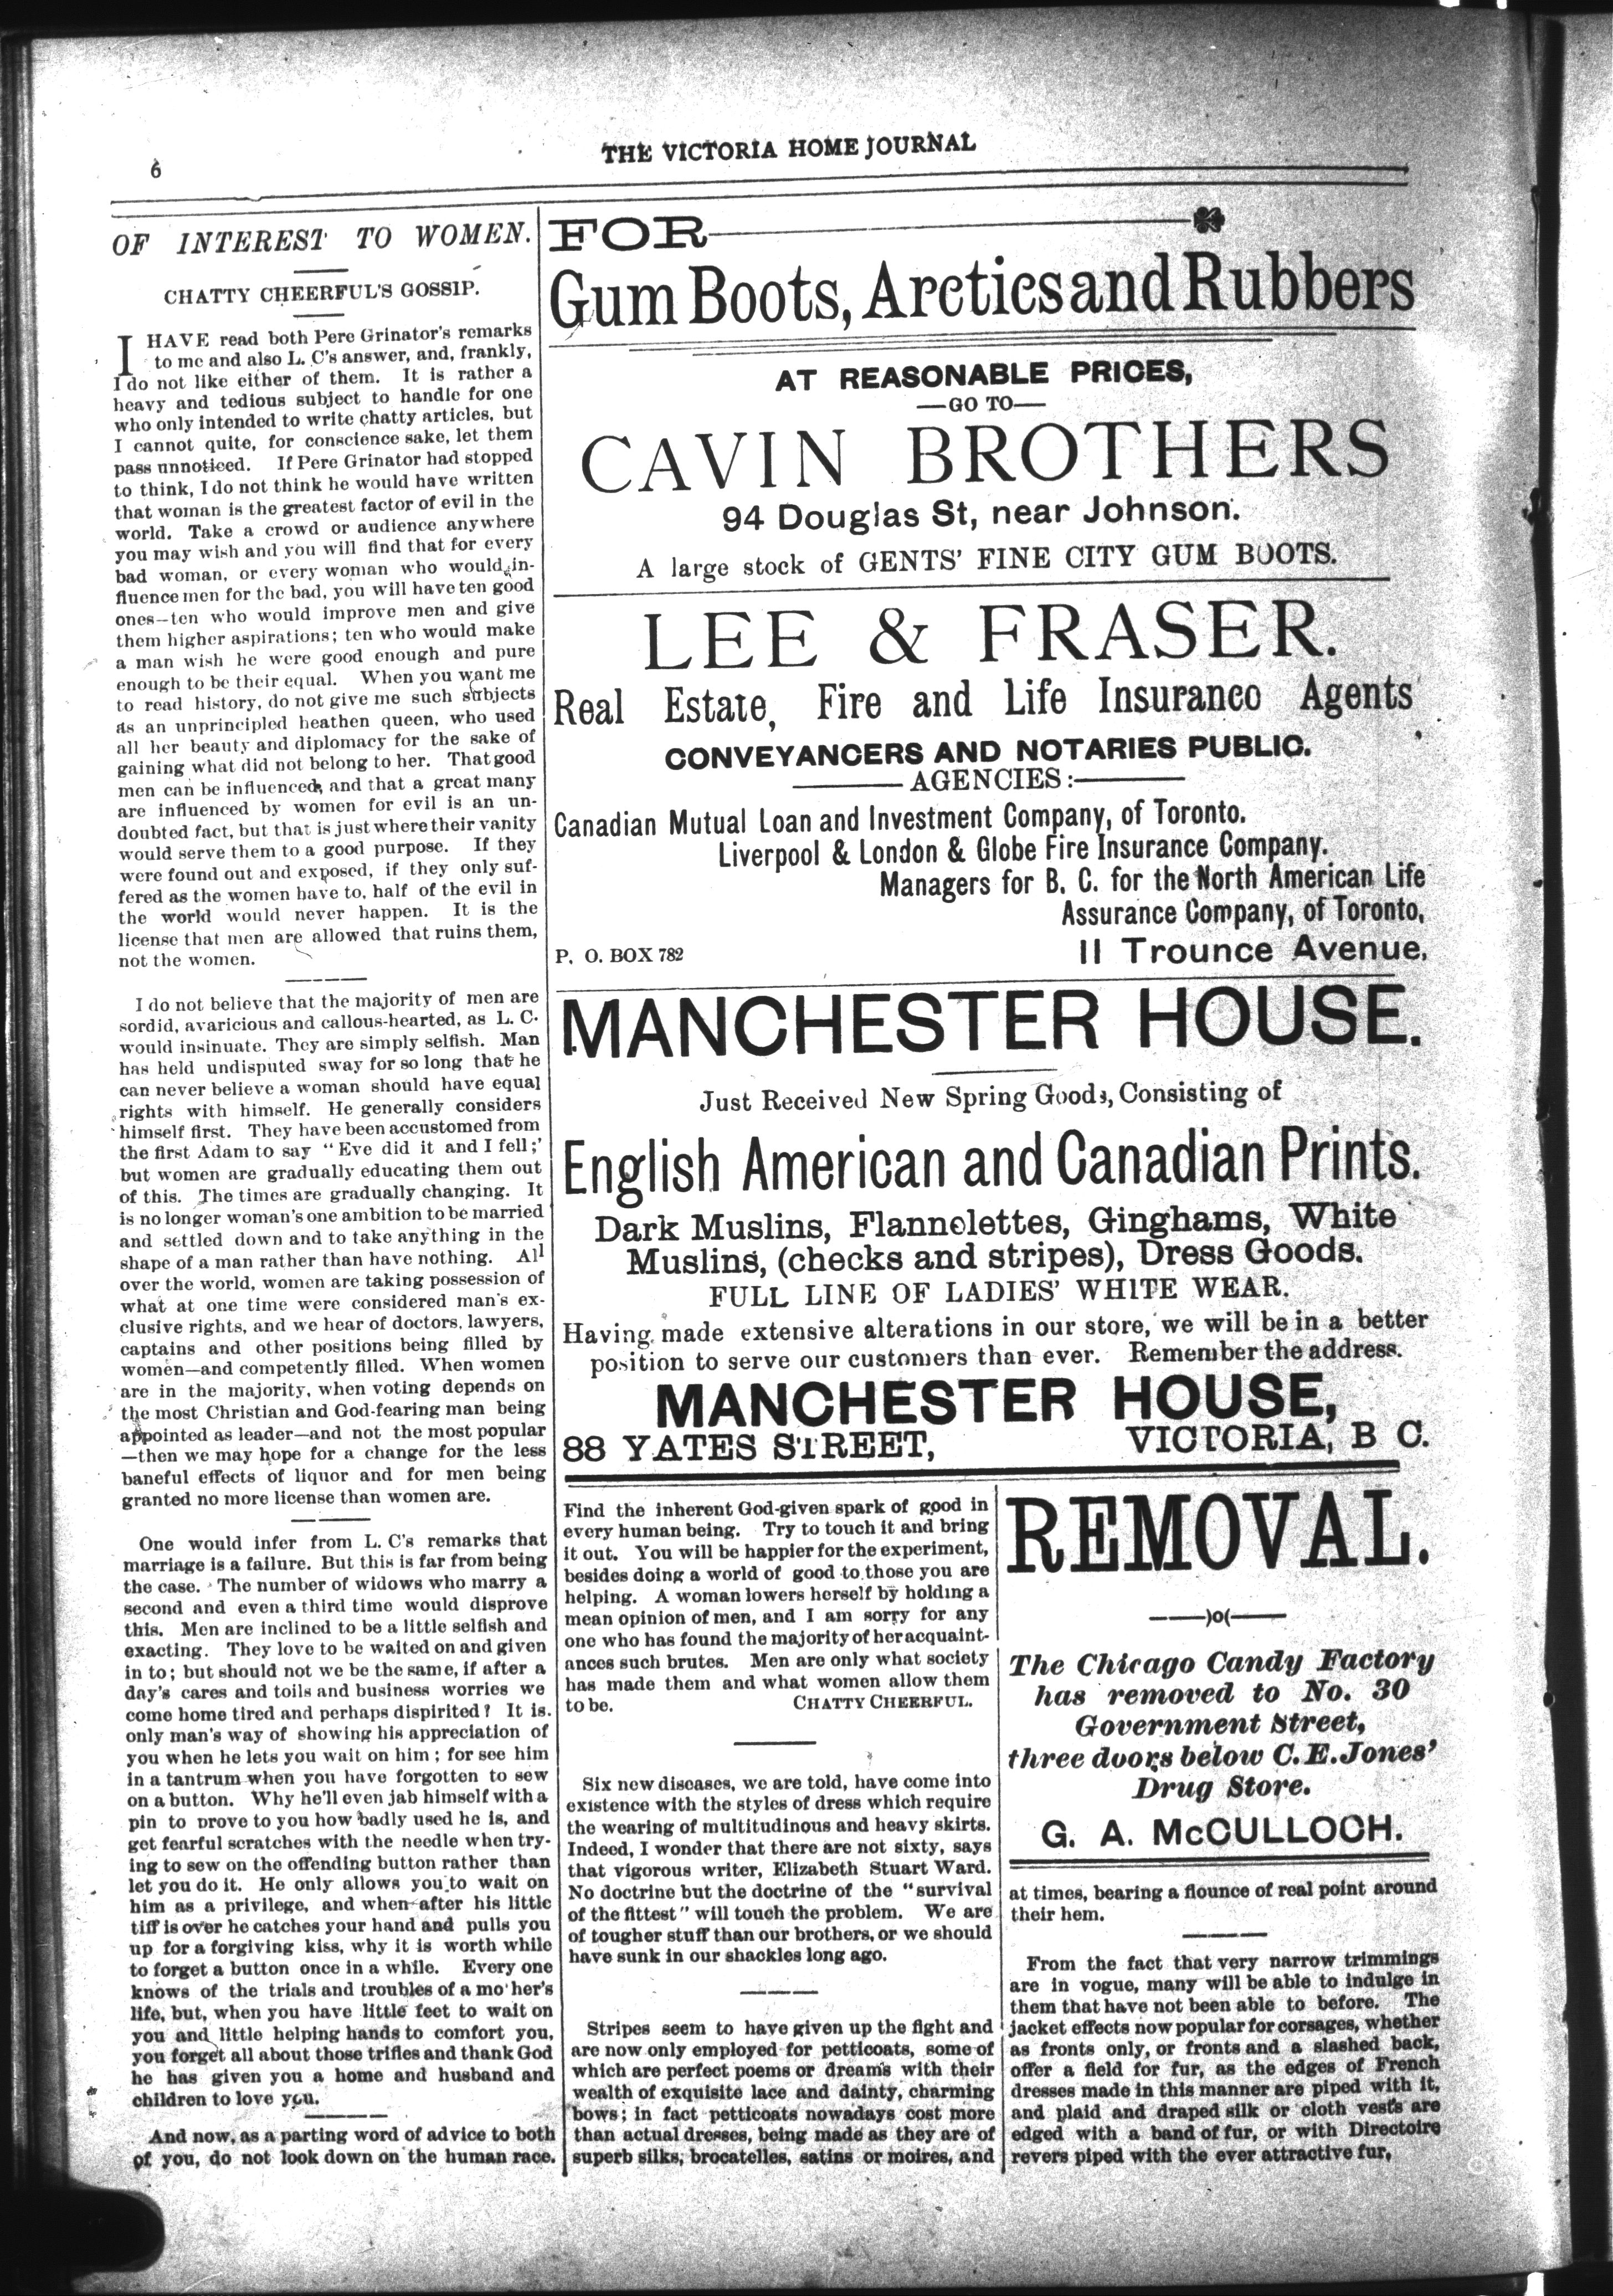 6
THE VICTORIA HOME JOURNAL
OF INTEREST TO WOMEN.
CHATTY CHEERFUL'S GOSSIP.
I HAVE read both Pere Grinator's remarks
to me and also L. C's answer, and, frankly,
I do not like either of them. It is rather a
heavy and tedious subject to handle for one
who only intended to write chatty articles, but
I cannot quite, for conscience sake, let them
pass unnoticed. If Pere Grinator had stopped
to think, I do not think he would have written
that woman is the greatest factor of evil in the
world. Take a crowd or audience anywhere
you may wish and you will find that for every
bad woman, or every woman who would in-
fluence men for the bad, you will have ten good
ones—ten who would improve men and give
them higher aspirations; ten who would make
a man wish he were good enough and pure
enough to be their equal. When you want me
to read history, do not give me such subjects
as an unprincipled heathen queen, who used
all her beauty and diplomacy for the sake of
gaining what did not belong to her. That good
men can be influenced, and that a great many
are influenced by women for evil is an un-
doubted fact, but that is just where their vanity
would serve them to a good purpose. If they
were found out and exposed, if they only suf-
fered as the women have to, half of the evil in
the world would never happen. It is the
license that men are allowed that ruins them,
not the women.
I do not believe that the majority of men are
sordid, avaricious and callous-hearted, as L. C.
would insinuate. They are simply selfish. Man
has held undisputed sway for so long that he
can never believe a woman should have equal
rights with himself. He generally considers
himself first. They have been accustomed from
the first Adam to say "Eve did it and I fell;'
but women are gradually educating them out
of this. The times are gradually changing. It
is no longer woman's one ambition to be married
and settled down and to take anything in the
shape of a man rather than have nothing. All
over the world, women are taking possession of
what at one time were considered man's ex-
clusive rights, and we hear of doctors, lawyers,
captains and other positions being filled by
women—and competently filled. When women
are in the majority, when voting depends on
the most Christian and God-fearing man being
appointed as leader—and not the most popular
—then we may hope for a change for the less
baneful effects of liquor and for men being
granted no more license than women are.
One would infer from L. C's remarks that
marriage is a failure. But this is far from being
the case. The number of widows who marry a
second and even a third time would disprove
this. Men are inclined to be a little selfish and
exacting. They love to be waited on and given
in to; but should not we be the same, if after a
day's cares and toils and business worries we
come home tired and perhaps dispirited? It is
only man's way of showing his appreciation of
you when he lets you wait on him; for see him
in a tantrum when you have forgotten to sew
on a button. Why he'll even jab himself with a
pin to prove to you how badly used he is, and
get fearful scratches with the needle when try-
ing to sew on the offending button rather than
let you do it. He only allows you to wait on
him as a privilege, and when after his little
tiff is over he catches your hand and pulls you
up for a forgiving kiss, why it is worth while
to forget a button once in a while. Every one
knows of the trials and troubles of a mo'her's
life, but, when you have little feet to wait on
you and little helping hands to comfort you,
you forget all about those trifles and thank God
he has given you a home and husband and
children to love you.
And now, as a parting word of advice to both
of you, do not look down on the human race.
FOR
Gum Boots, Arctics and Rubbers
AT REASONABLE PRICES,
—GO TO—
CAVIN BROTHERS
94 Douglas St, near Johnson.
A large stock of GENTS' FINE CITY GUM BOOTS.
LEE & FRASER.
Real Estate, Fire and Life Insurance Agents
CONVEYANCERS AND NOTARIES PUBLIC.
AGENCIES:
Canadian Mutual Loan and Investment Company, of Toronto.
Liverpool & London & Globe Fire Insurance Company.
Managers for B. C. for the North American Life
Assurance Company, of Toronto,
P. O. BOX 782
11 Trounce Avenue.
MANCHESTER HOUSE.
Just Received New Spring Goods, Consisting of
English American and Canadian Prints.
Dark Muslins, Flannelettes, Ginghams, White
Muslins, (checks and stripes), Dress Goods.
FULL LINE OF LADIES' WHITE WEAR.
Having made extensive alterations in our store, we will be in a better
position to serve our customers than ever. Remember the address.
MANCHESTER HOUSE,
88 YATES STREET, VICTORIA, B C.
Find the inherent God-given spark of good in
every human being. Try to touch it and bring
it out. You will be happier for the experiment,
besides doing a world of good to those you are
helping. A woman lowers herself by holding a
mean opinion of men, and I am sorry for any
one who has found the majority of her acquaint-
ances such brutes. Men are only what society
has made them and what women allow them
to be. CHATTY CHEERFUL.
Six new diseases, we are told, have come into
existence with the styles of dress which require
the wearing of multitudinous and heavy skirts.
Indeed, I wonder that there are not sixty, says
that vigorous writer, Elizabeth Stuart Ward.
No doctrine but the doctrine of the "survival
of the fittest" will touch the problem. We are
of tougher stuff than our brothers, or we should
have sunk in our shackles long ago.
Stripes seem to have given up the fight and
are now only employed for petticoats, some of
which are perfect poems or dreams with their
wealth of exquisite lace and dainty, charming
bows; in fact petticoats nowadays cost more
than actual dresses, being made as they are of
superb silks, brocatelles, satins or moires, and
REMOVAL.
——)o(——
The Chicago Candy Factory
has removed to No. 30
Government Street,
three doors below C. E. Jones'
Drug Store.
G. A. McCULLOCH.
at times, bearing a flounce of real point around
their hem.
From the fact that very narrow trimmings
are in vogue, many will be able to indulge in
them that have not been able to before. The
jacket effects now popular for corsages, whether
as fronts only, or fronts and a slashed back,
offer a field for fur, as the edges of French
dresses made in this manner are piped with it,
and plaid and draped silk or cloth vests are
edged with a band of fur, or with Directoire
revers piped with the ever attractive fur,